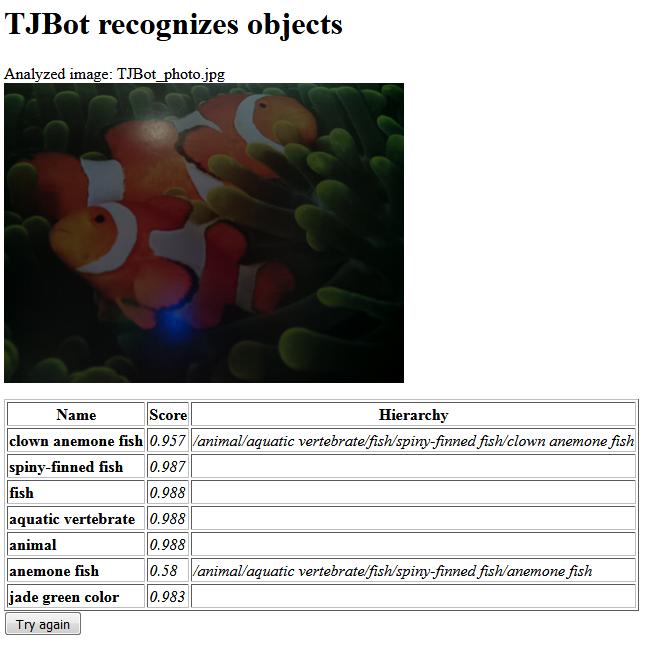 TJBot recognizes objects
Analyzed image: TJBot_photo.jpg
Name Score Hierarchy
clown anemone fish 0.957 /animal/aquatic vertebrate/fish/spiny-finned fish/clown anemone fish
spiny-finned fish 0.987
fish 0.988
aquatic vertebrate 0.988
animal 0.988
anemone fish 0.58 /animal/aquatic vertebrate/fish/spiny-finned fish/anemone fish
jade green color 0.983
Try again